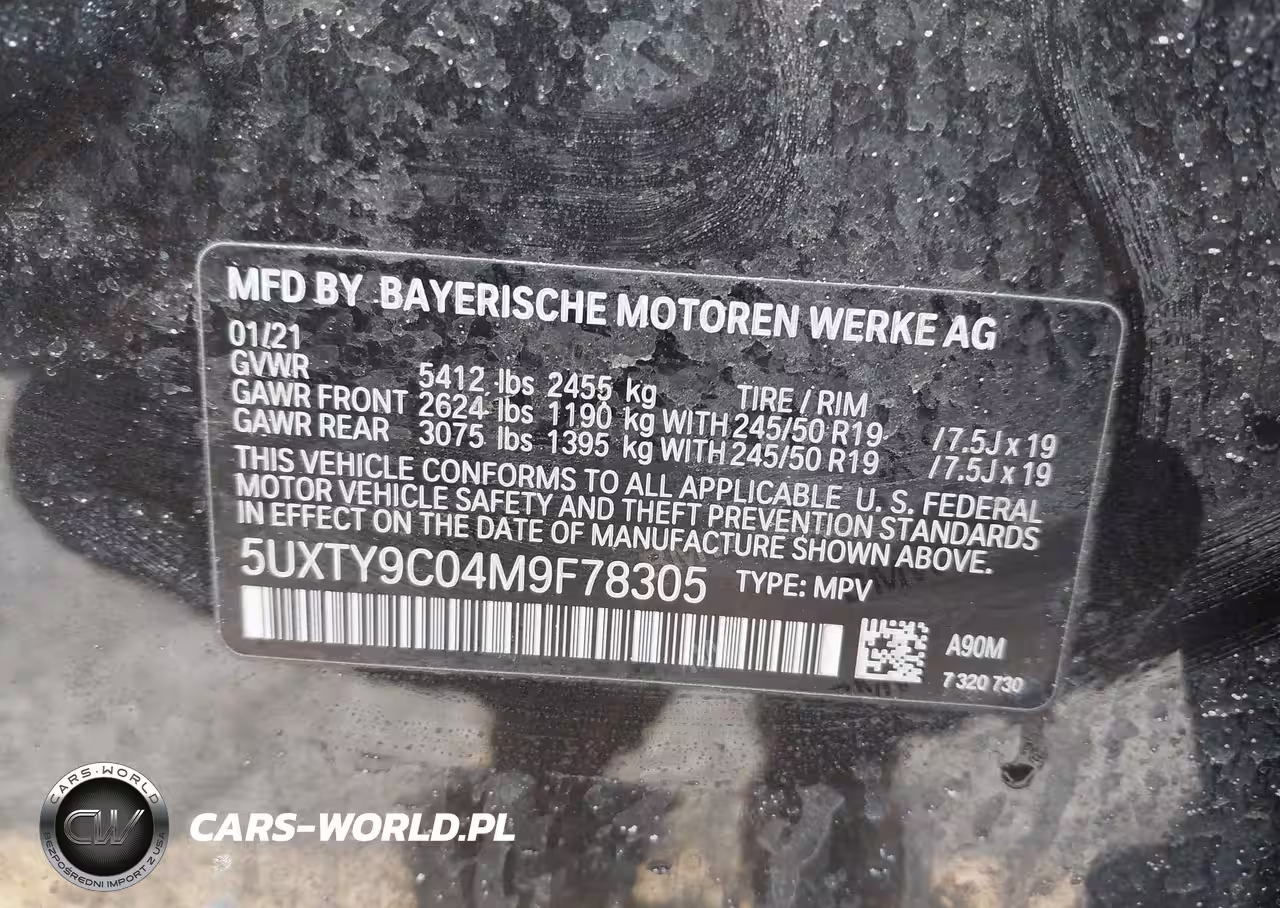 MFD BY BAYERISCHE MOTOREN WERKE AG
01/21
GVWR 5412 lbs 2455 kg TIRE / RIM
GAWR FRONT 2624 lbs 1190 kg WITH 245/50 R19 /7.5J x 19
GAWR REAR 3075 lbs 1395 kg WITH 245/50 R19 /7.5J x 19
THIS VEHICLE CONFORMS TO ALL APPLICABLE U. S. FEDERAL
MOTOR VEHICLE SAFETY AND THEFT PREVENTION STANDARDS
IN EFFECT ON THE DATE OF MANUFACTURE SHOWN ABOVE.
5UXTY9C04M9F78305 TYPE: MPV
A90M
7 320 730
CARS-WORLD
CW
BEZPOŚREDNI IMPORT Z USA
CARS-WORLD.PL